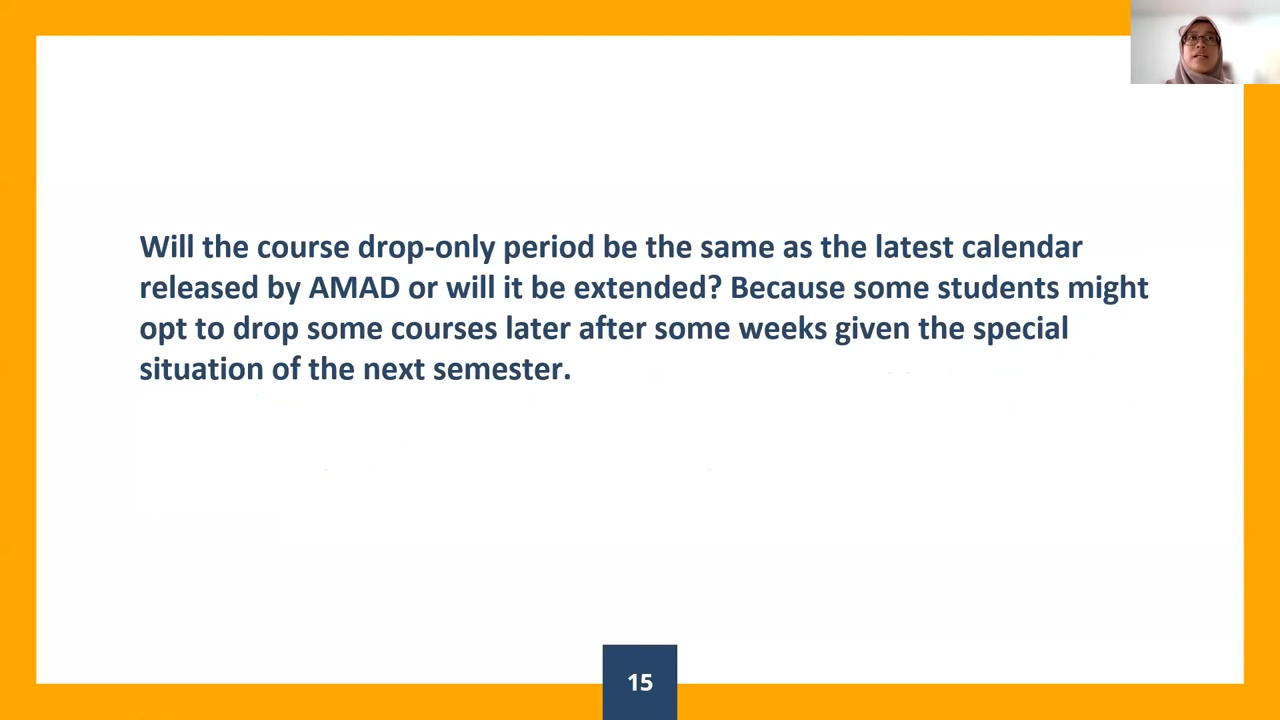 Will the course drop-only period be the same as the latest calendar
released by AMAD or will it be extended? Because some students might
opt to drop some courses later after some weeks given the special
situation of the next semester.
15